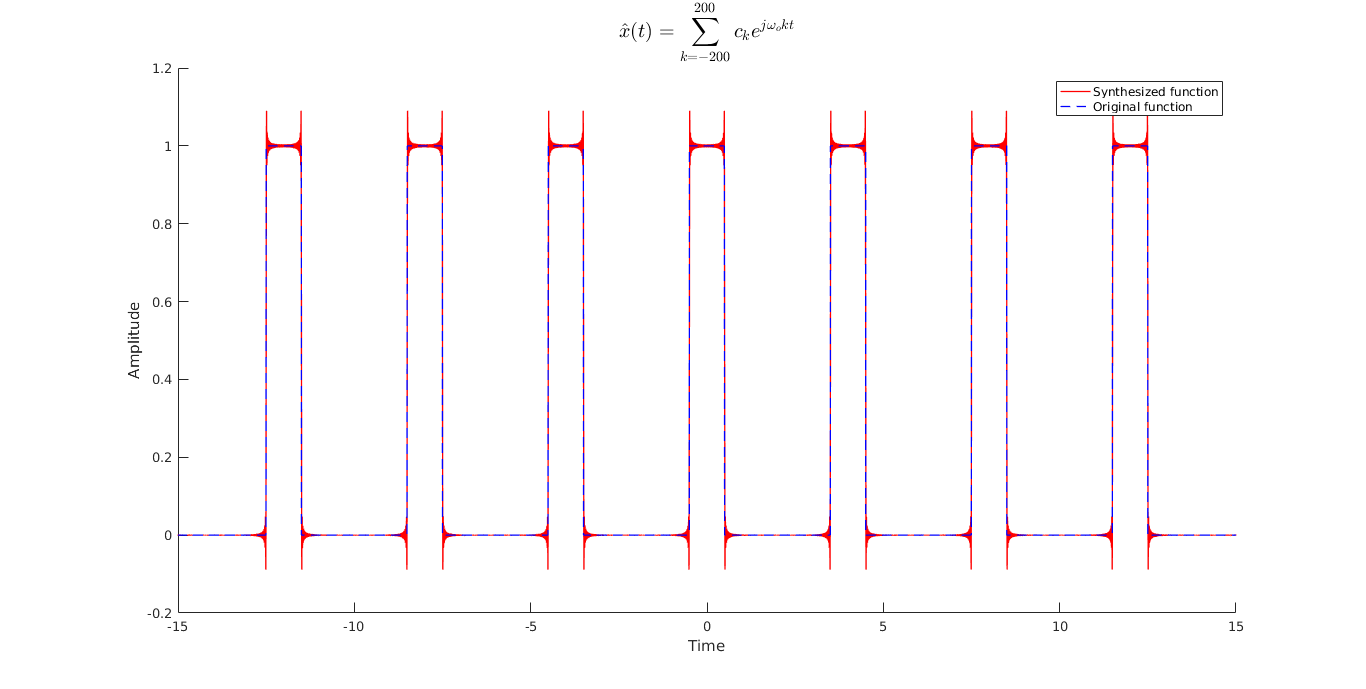 x̂(t) = ∑_{k=-200}^{200} c_k e^{jω_o kt}
1.2
Synthesized function
Original function
1
0.8
0.6
Amplitude
0.4
0.2
0
-0.2
-15 -10 -5 0 5 10 15
Time